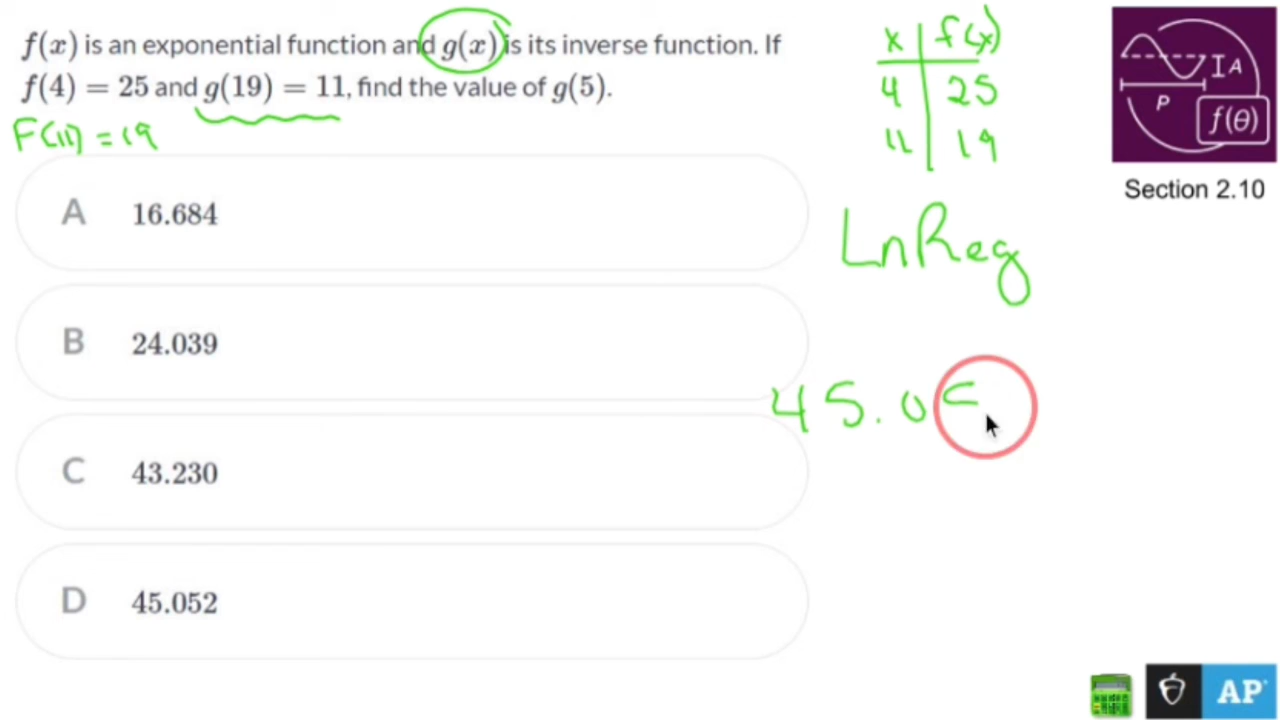 f(x) is an exponential function and g(x) is its inverse function. If
f(4) = 25 and g(19) = 11, find the value of g(5).
F(11) = 19
A 16.684
B 24.039
C 43.230
D 45.052
x f(x)
4 25
11 19
LnReg
45.05
A
P
f(θ)
Section 2.10
AP